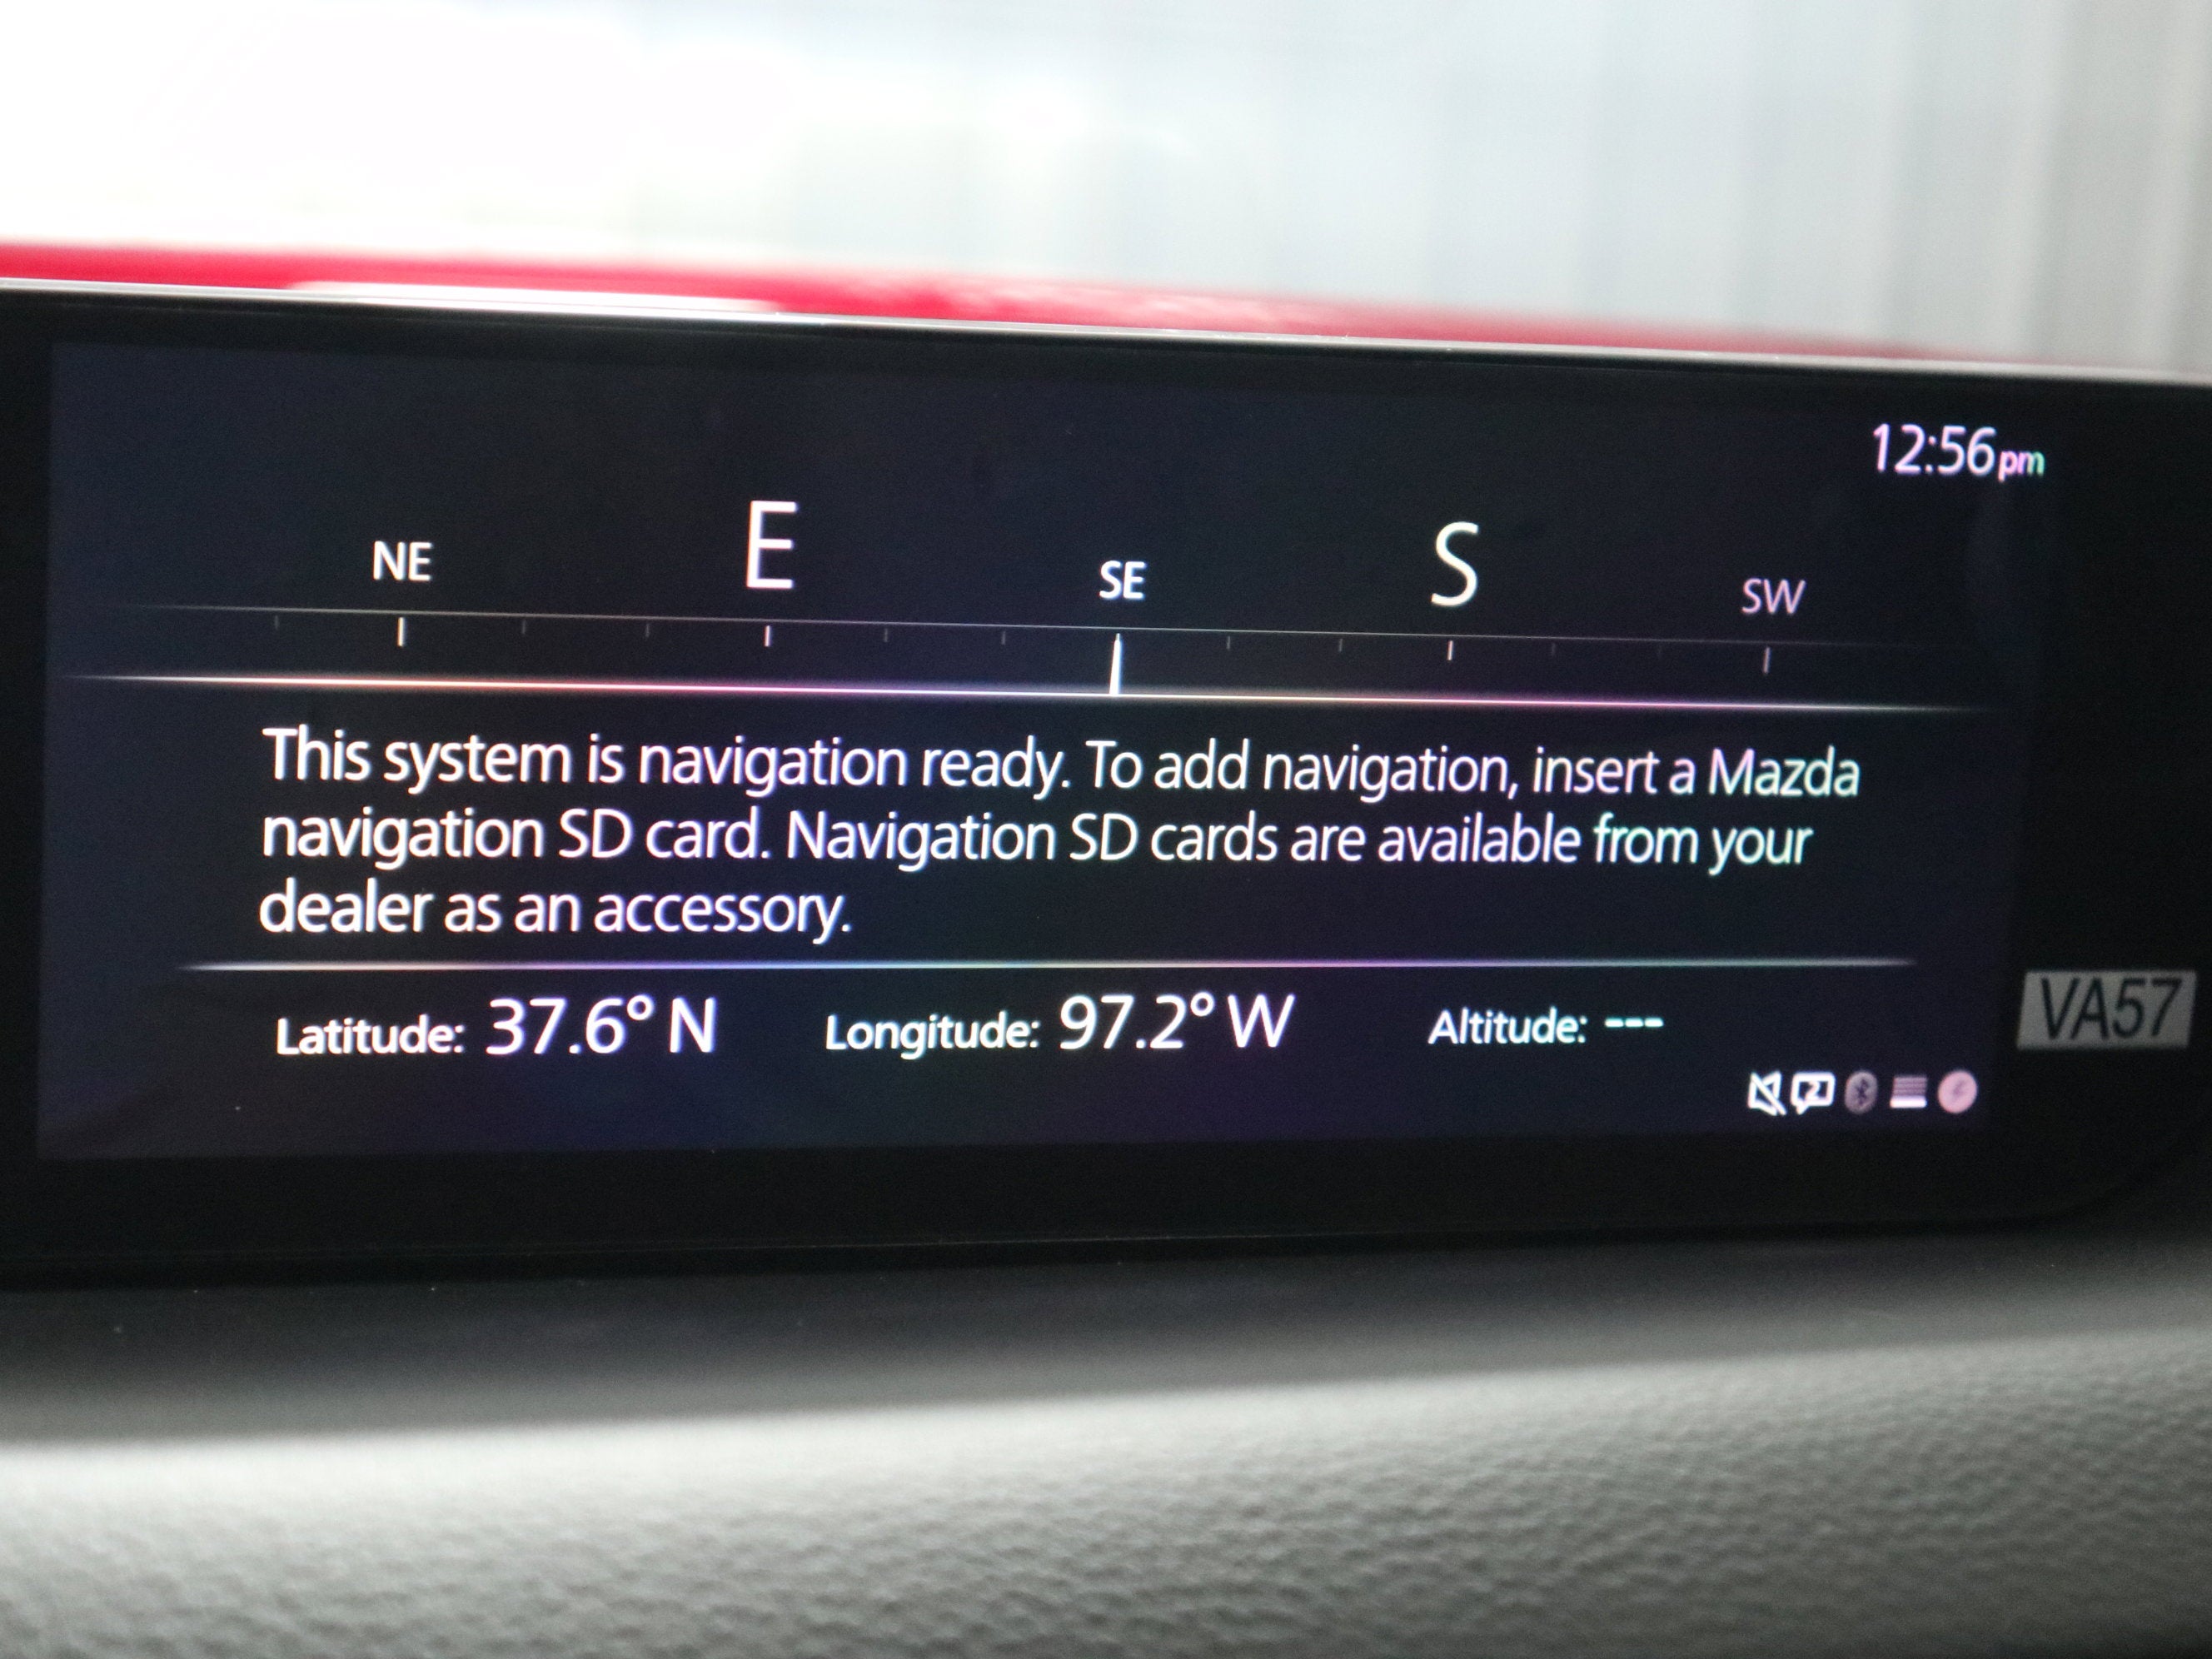 12:56pm
NE E SE S SW
This system is navigation ready. To add navigation, insert a Mazda
navigation SD card. Navigation SD cards are available from your
dealer as an accessory.
Latitude: 37.6° N Longitude: 97.2° W Altitude: ---
VA57
2